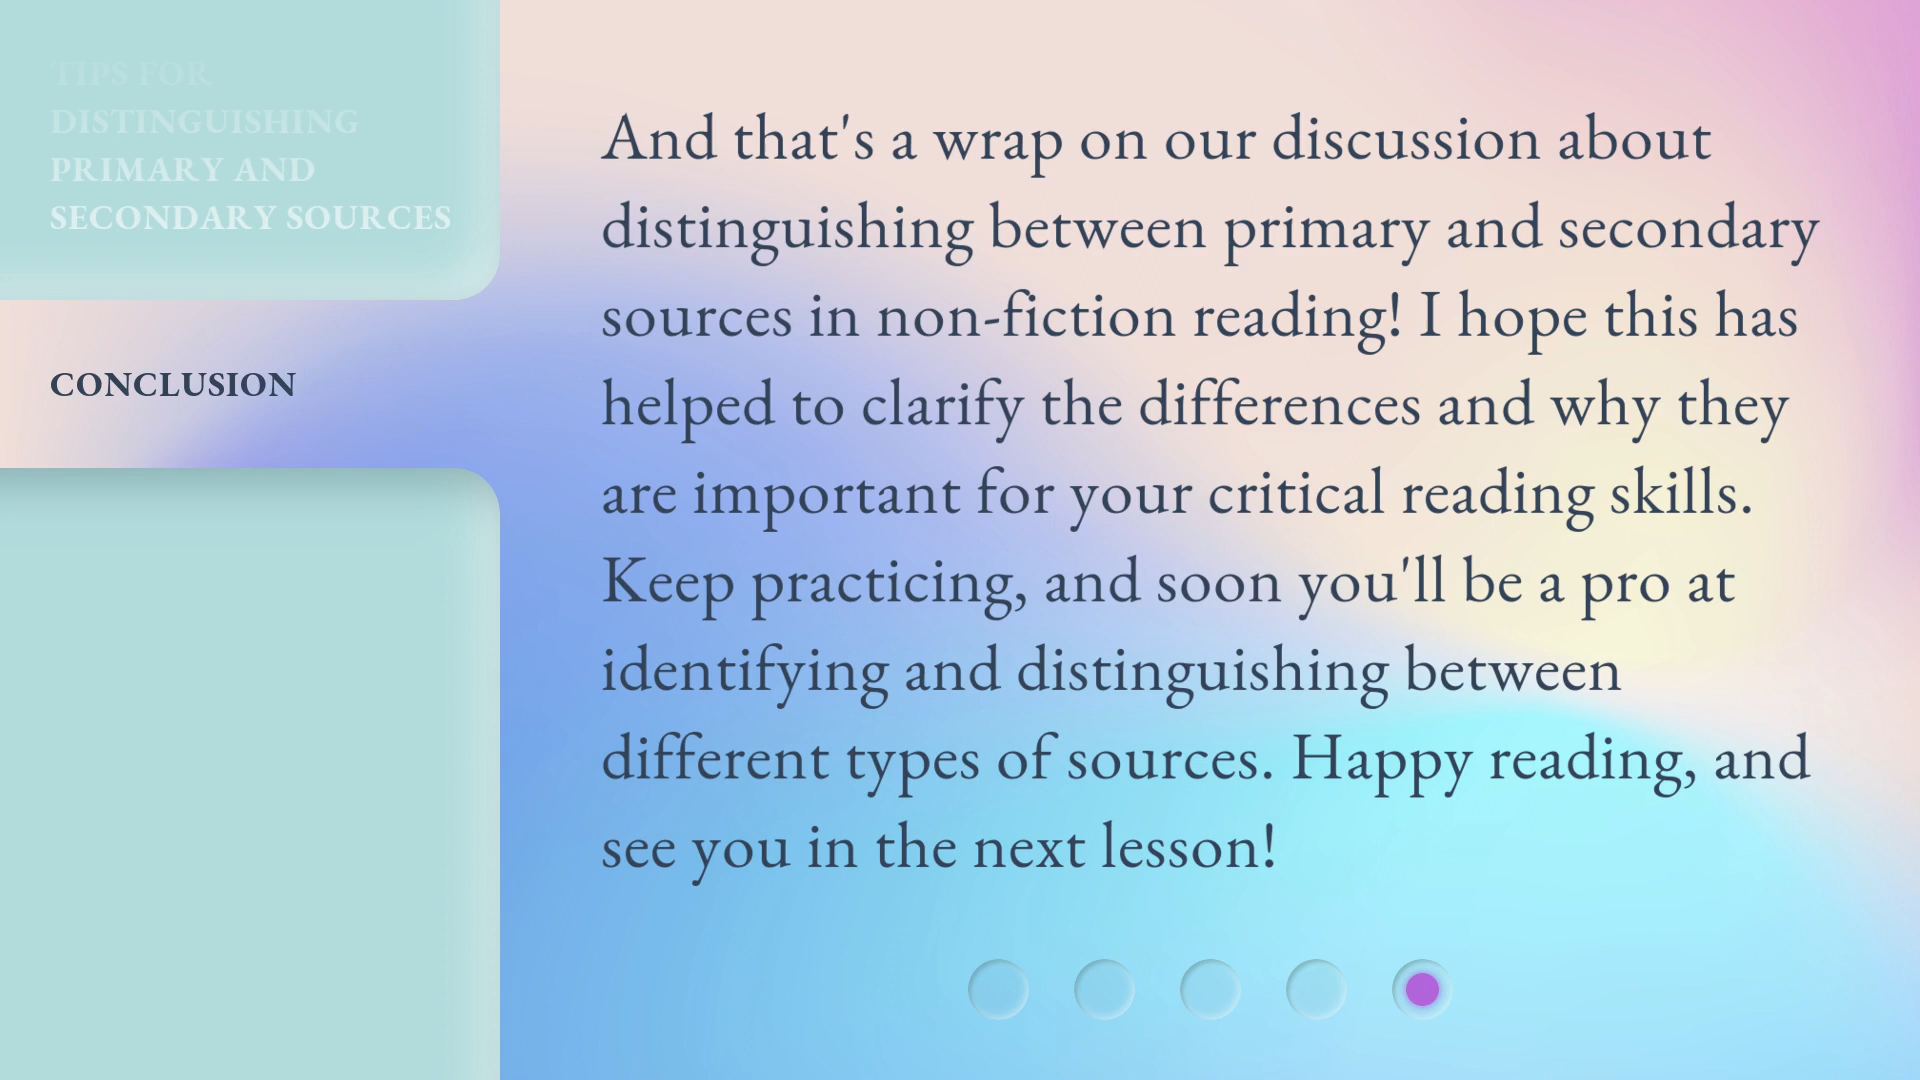 TIPS FOR
DISTINGUISHING
PRIMARY AND
SECONDARY SOURCES
CONCLUSION
And that's a wrap on our discussion about
distinguishing between primary and secondary
sources in non-fiction reading! I hope this has
helped to clarify the differences and why they
are important for your critical reading skills.
Keep practicing, and soon you'll be a pro at
identifying and distinguishing between
different types of sources. Happy reading, and
see you in the next lesson!